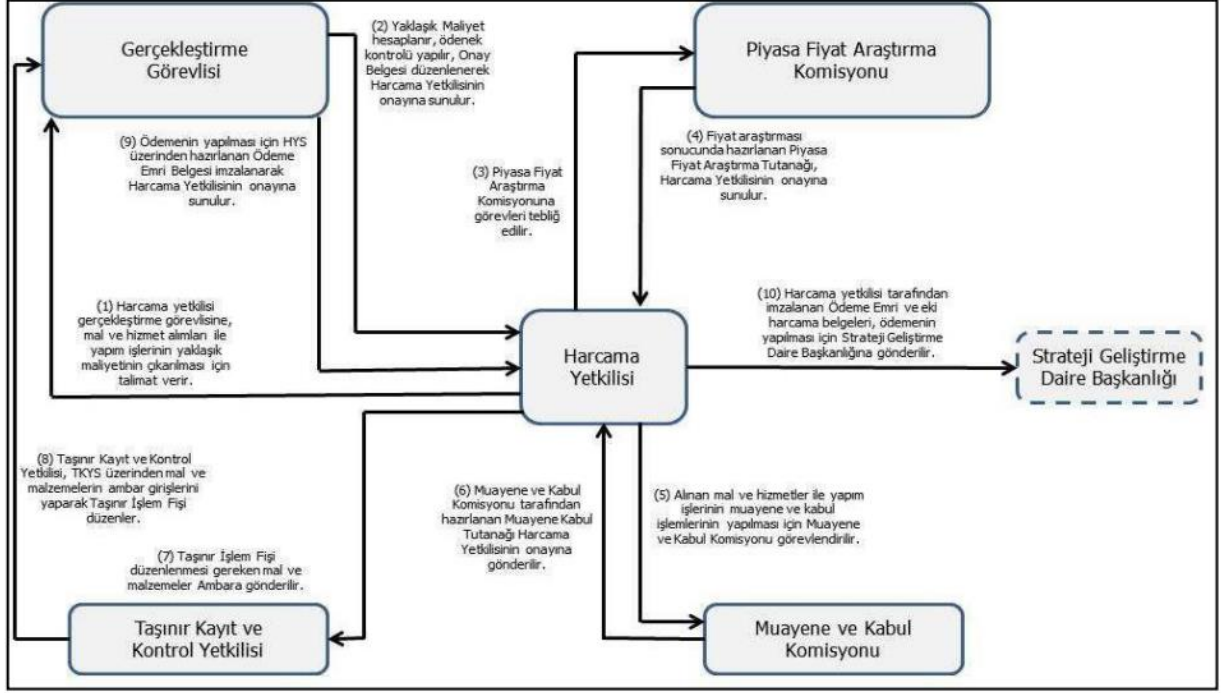 Gerçekleştirme
Görevlisi
(2) Yaklaşık Maliyet
hesaplanır, ödenek
kontrolü yapılır, Onay
Belgesi düzenlenerek
Harcama Yetkilisinin
onayına sunulur.
Piyasa Fiyat Araştırma
Komisyonu
(9) Ödemenin yapılması için HYS
üzerinden hazırlanan Ödeme
Emri Belgesi imzalanarak
Harcama Yetkilisinin onayına
sunulur.
(3) Piyasa Fiyat
Araştırma
Komisyonuna
görevleri tebliğ
edilir.
(4) Fiyat araştırması
sonucunda hazırlanan Piyasa
Fiyat Araştırma Tutanağı,
Harcama Yetkilisinin onayına
sunulur.
(1) Harcama yetkilisi
gerçekleştirme görevlisine,
mal ve hizmet alımları ile
yapım işlerinin yaklaşık
maliyetinin çıkarılması için
talimat verir.
Harcama
Yetkilisi
(10) Harcama yetkilisi tarafından
imzalanan Ödeme Emri ve eki
harcama belgeleri, ödemenin
yapılması için Strateji Geliştirme
Daire Başkanlığına gönderilir.
Strateji Geliştirme
Daire Başkanlığı
(8) Taşınır Kayıt ve Kontrol
Yetkilisi, TKYS üzerinden mal ve
malzemelerin ambar girişlerini
yaparak Taşınır İşlem Fişi
düzenler.
(7) Taşınır İşlem Fişi
düzenlenmesi gereken mal ve
malzemeler Ambara gönderilir.
(6) Muayene ve Kabul
Komisyonu tarafından
hazırlanan Muayene Kabul
Tutanağı Harcama
Yetkilisinin onayına
gönderilir.
(5) Alınan mal ve hizmetler ile yapım
işlerinin muayene ve kabul
işlemlerinin yapılması için Muayene
ve Kabul Komisyonu görevlendirilir.
Taşınır Kayıt ve
Kontrol Yetkilisi
Muayene ve Kabul
Komisyonu